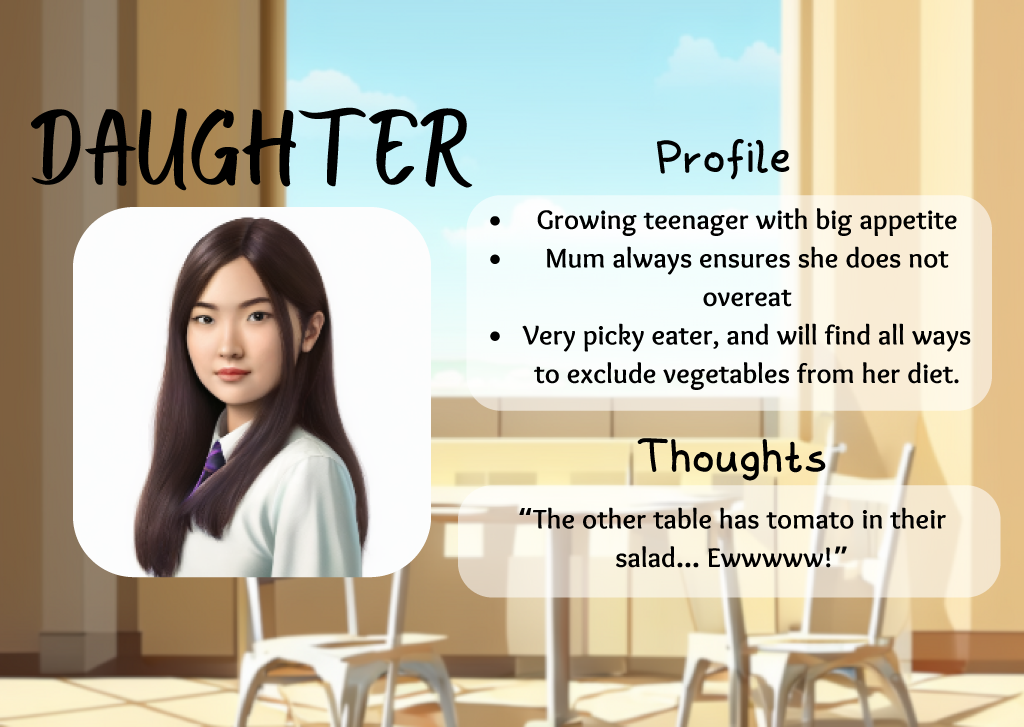 DAUGHTER
Profile
• Growing teenager with big appetite
• Mum always ensures she does not
overeat
• Very picky eater, and will find all ways
to exclude vegetables from her diet.
Thoughts
“The other table has tomato in their
salad... Ewwwww!”